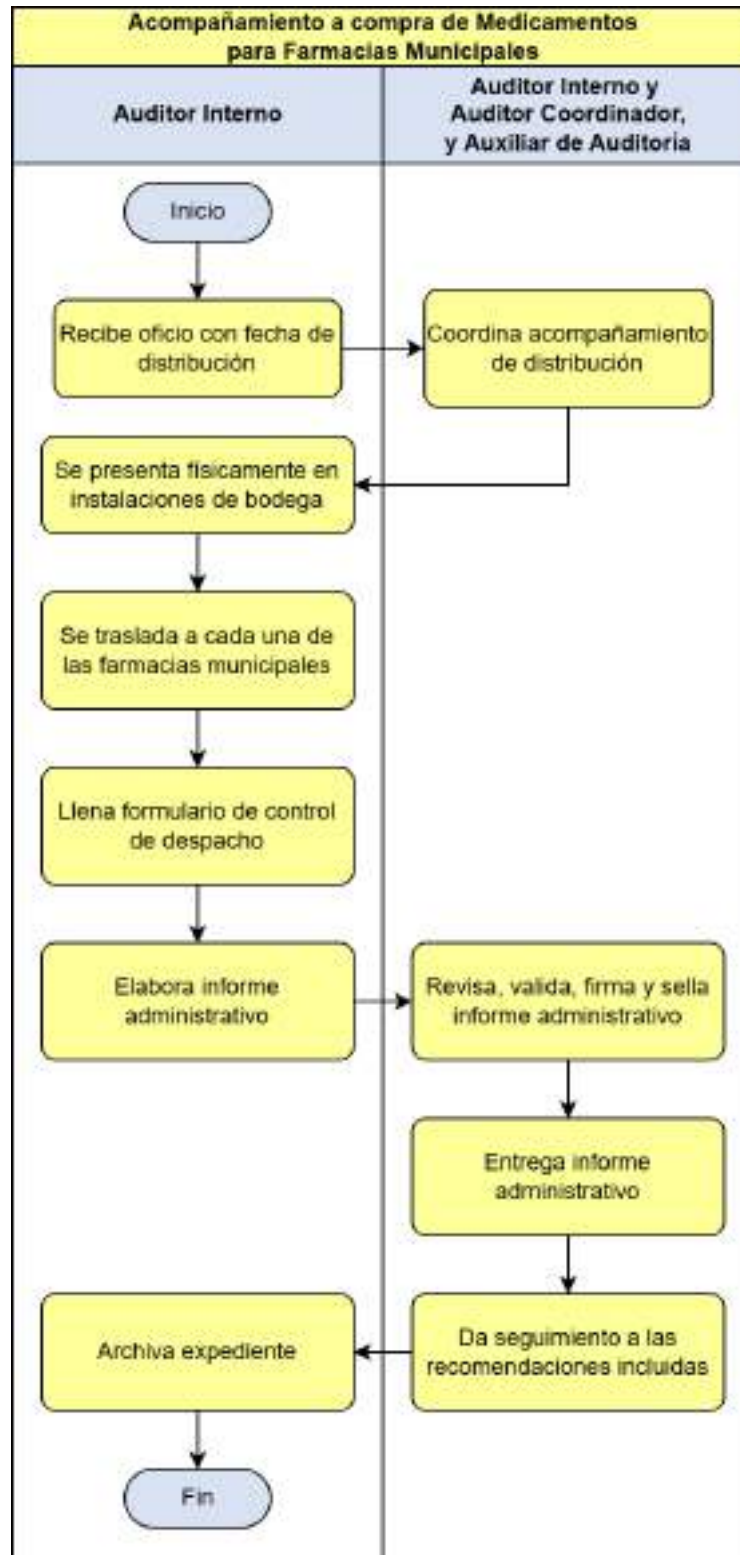 Acompañamiento a compra de Medicamentos
para Farmacias Municipales
Auditor Interno
Auditor Interno y
Auditor Coordinador,
y Auxiliar de Auditoría
Inicio
Recibe oficio con fecha de
distribución
Coordina acompañamiento
de distribución
Se presenta físicamente en
instalaciones de bodega
Se traslada a cada una de
las farmacias municipales
Llena formulario de control
de despacho
Elabora informe
administrativo
Revisa, valida, firma y sella
informe administrativo
Entrega informe
administrativo
Da seguimiento a las
recomendaciones incluidas
Archiva expediente
Fin